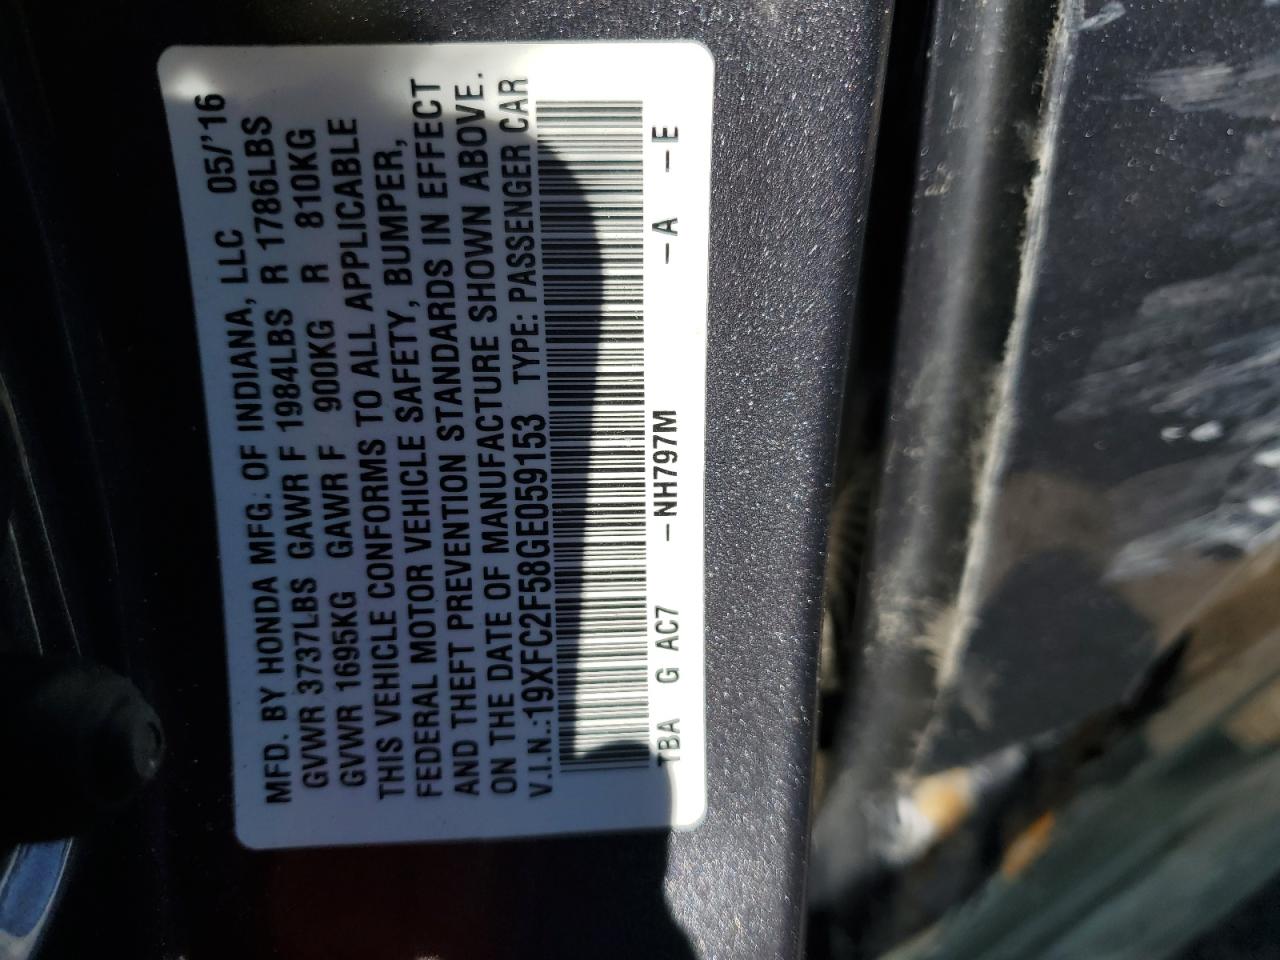 MFD. BY HONDA MFG. OF INDIANA, LLC 05/'16
GVWR 3737LBS GAWR F 1984LBS R 1786LBS
GVWR 1695KG GAWR F 900KG R 810KG
THIS VEHICLE CONFORMS TO ALL APPLICABLE
FEDERAL MOTOR VEHICLE SAFETY, BUMPER,
AND THEFT PREVENTION STANDARDS IN EFFECT
ON THE DATE OF MANUFACTURE SHOWN ABOVE.
V.I.N.:19XFC2F58GE059153 TYPE: PASSENGER CAR
TBA G AC7 –NH797M –A –E